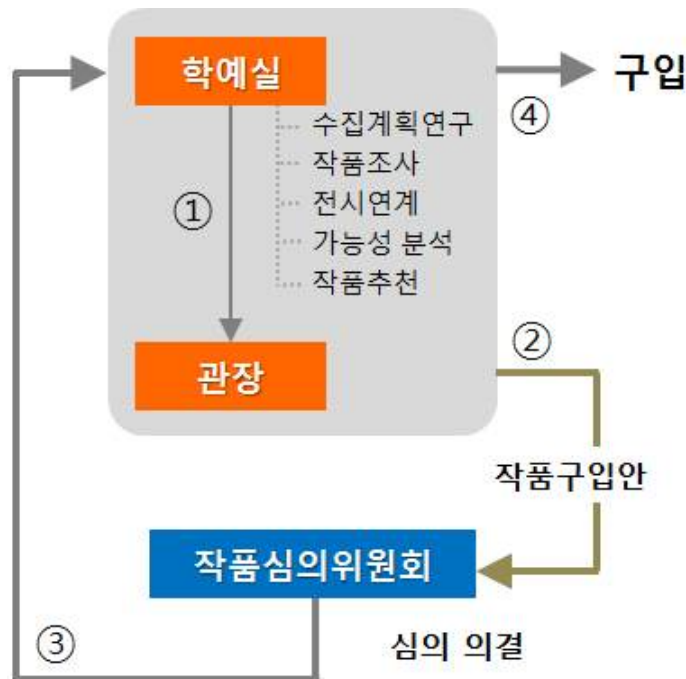 학예실
구입
④
수집계획연구
작품조사
①
전시연계
가능성 분석
작품추천
②
관장
작품구입안
작품심의위원회
③
심의 의결